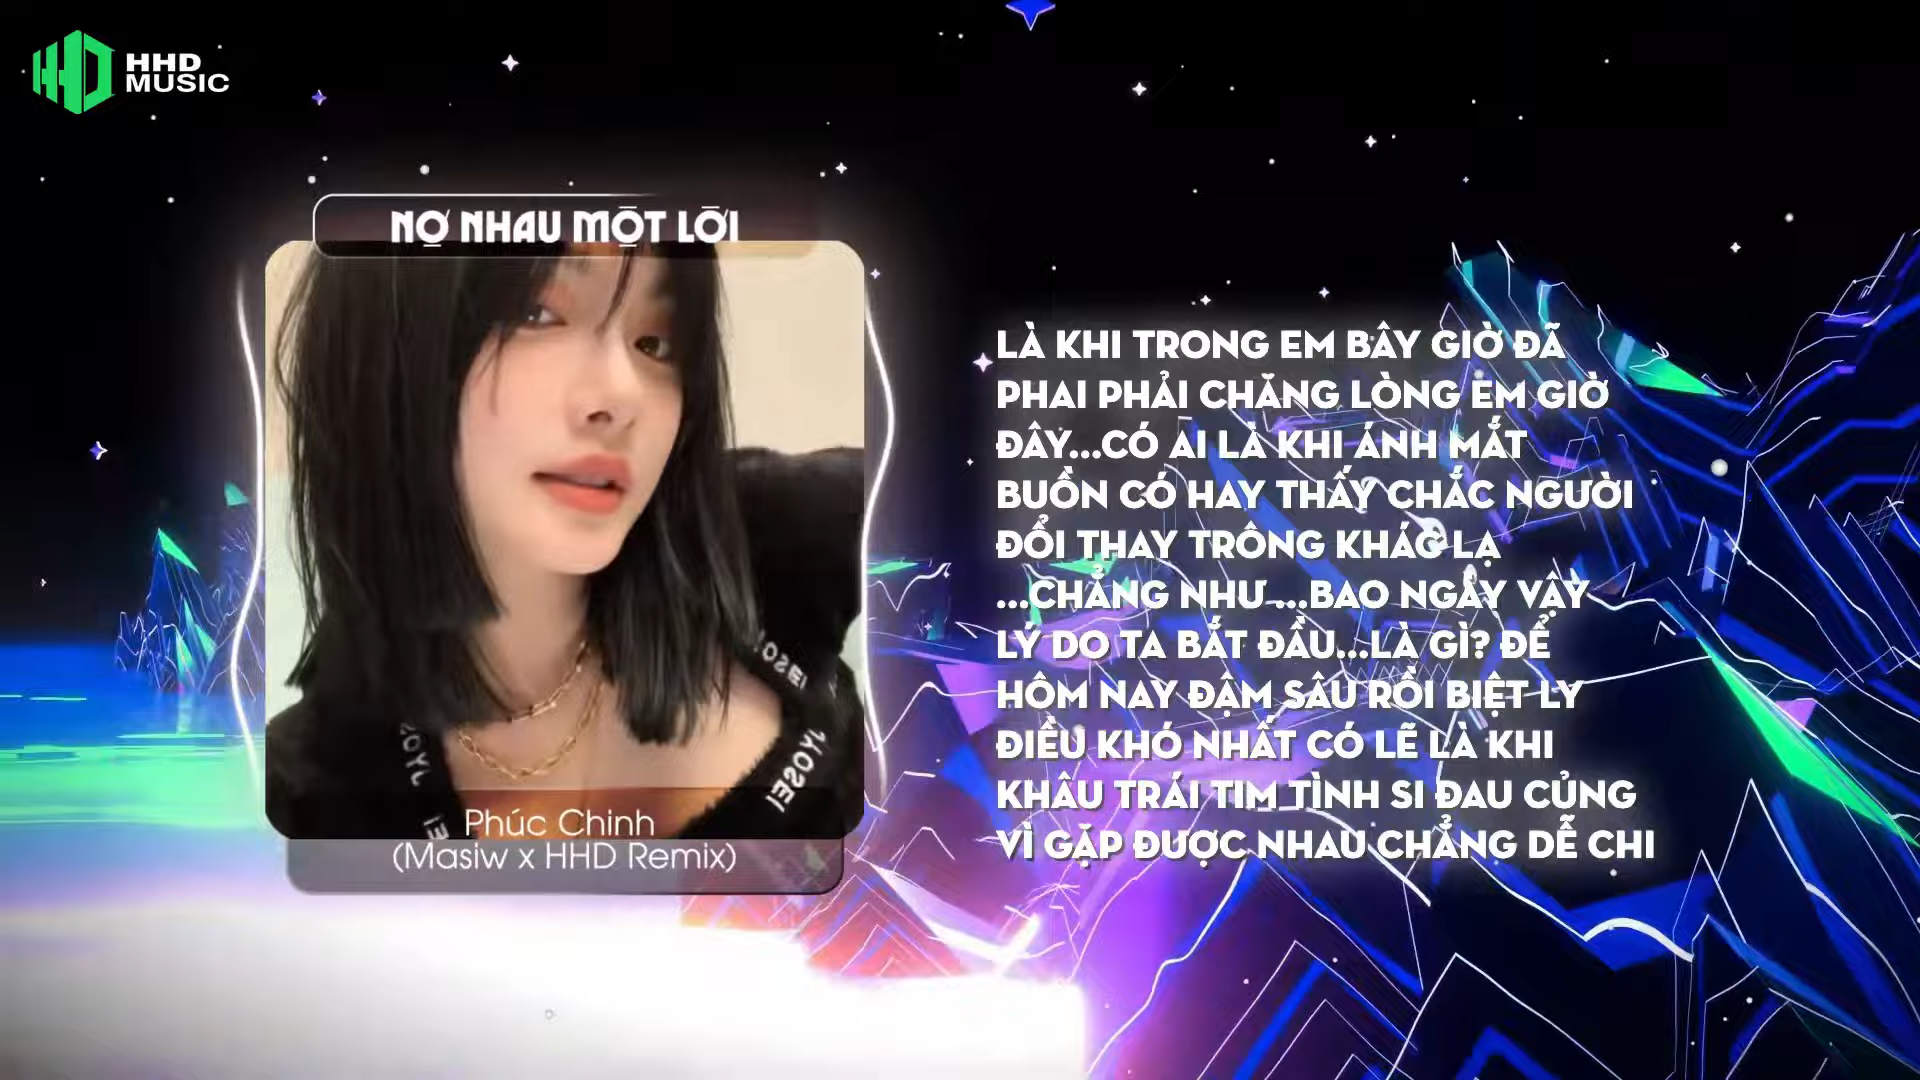 HHD
MUSIC
NỢ NHAU MỘT LỜI
Phúc Chinh
(Masiw x HHD Remix)
LÀ KHI TRONG EM BÂY GIỜ ĐÃ
PHAI PHẢI CHĂNG LÒNG EM GIỜ
ĐÂY...CÓ AI LÀ KHI ÁNH MẮT
BUỒN CÓ HAY THẤY CHẮC NGƯỜI
ĐỔI THAY TRÔNG KHÁC LẠ
...CHẲNG NHƯ ...BAO NGÀY VẬY
LÝ DO TA BẮT ĐẦU...LÀ GÌ? ĐỂ
HÔM NAY ĐẬM SÂU RỒI BIỆT LY
ĐIỀU KHÓ NHẤT CÓ LẼ LÀ KHI
KHÂU TRÁI TIM TÌNH SI ĐAU CỦNG
VÌ GẶP ĐƯỢC NHAU CHẲNG DỄ CHI